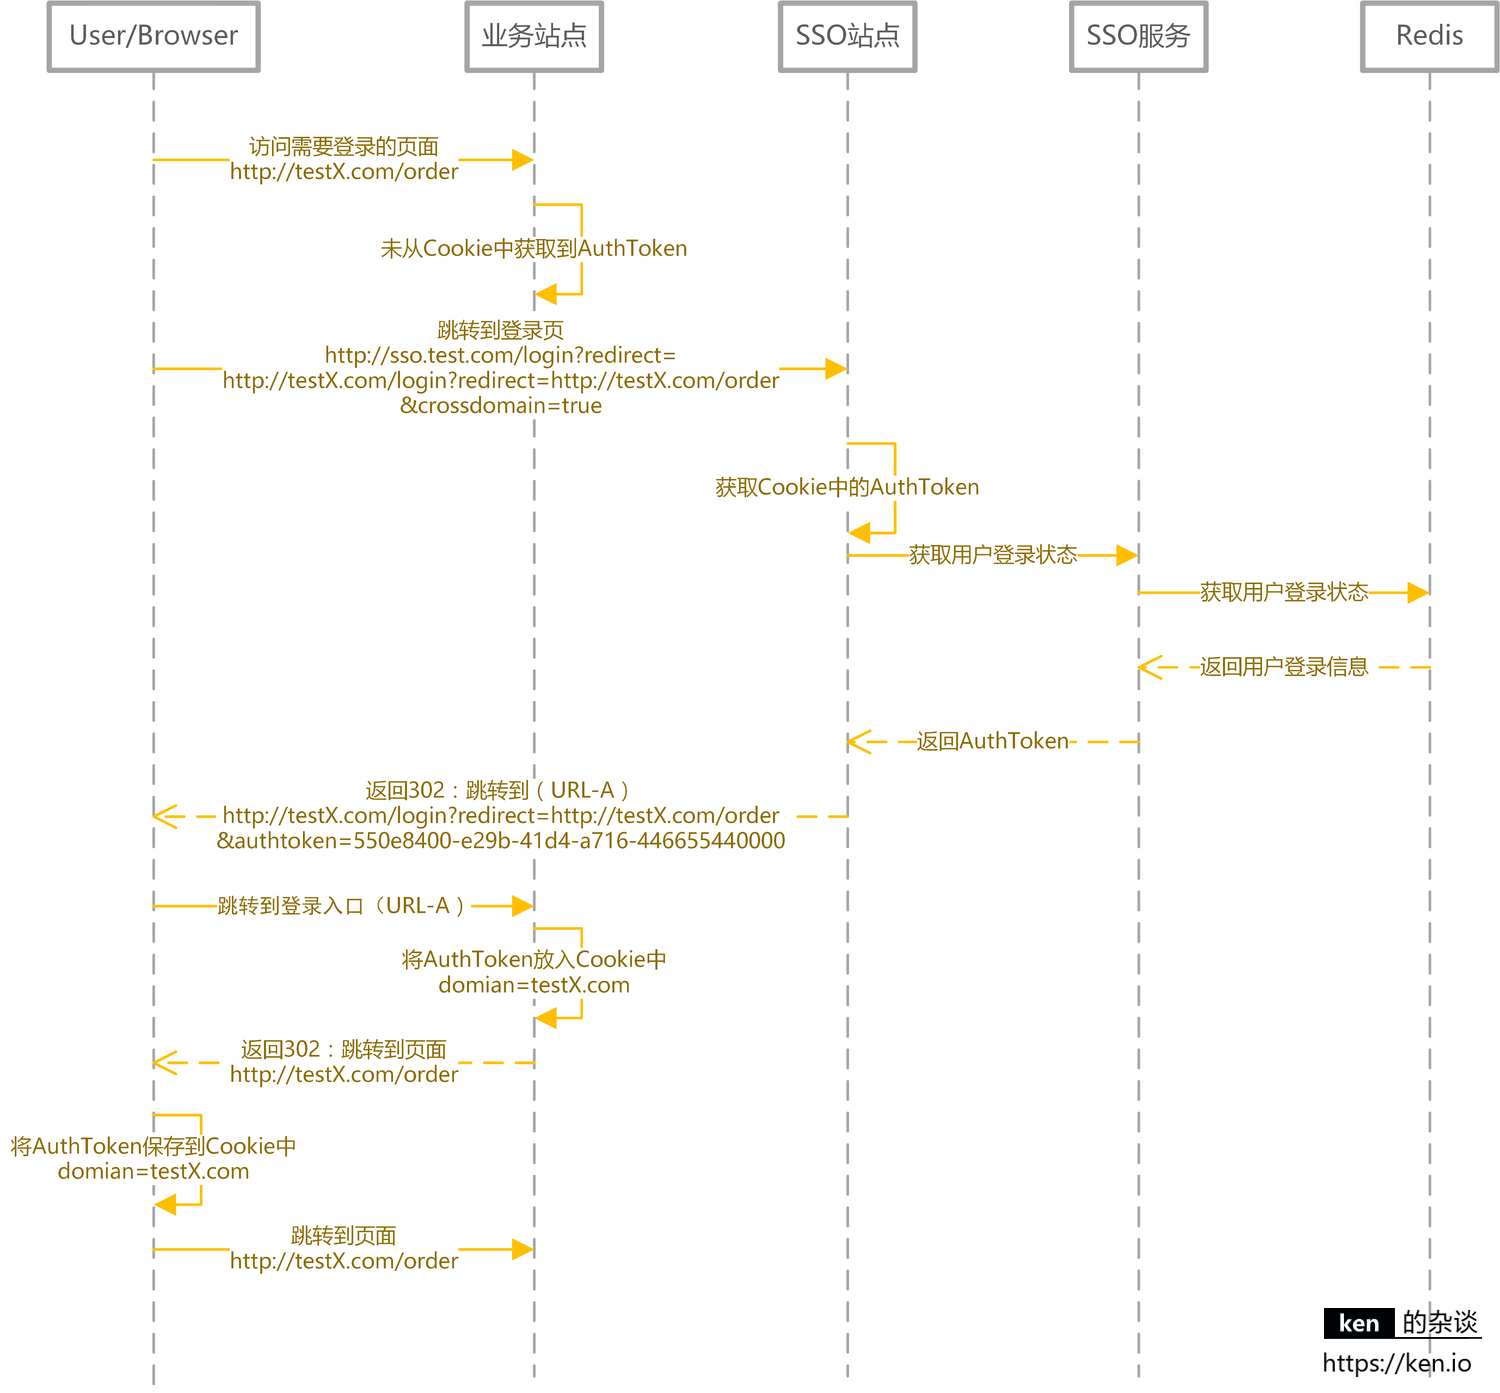 User/Browser
业务站点
SSO站点
SSO服务
Redis
访问需要登录的页面
http://testX.com/order
未从Cookie中获取到AuthToken
跳转到登录页
http://sso.test.com/login?redirect=
http://testX.com/login?redirect=http://testX.com/order
&crossdomain=true
获取Cookie中的AuthToken
获取用户登录状态
获取用户登录状态
返回用户登录信息
返回AuthToken
返回302：跳转到（URL-A）
http://testX.com/login?redirect=http://testX.com/order
&authtoken=550e8400-e29b-41d4-a716-446655440000
跳转到登录入口（URL-A）
将AuthToken放入Cookie中
domian=testX.com
返回302：跳转到页面
http://testX.com/order
将AuthToken保存到Cookie中
domian=testX.com
跳转到页面
http://testX.com/order
ken 的杂谈
https://ken.io